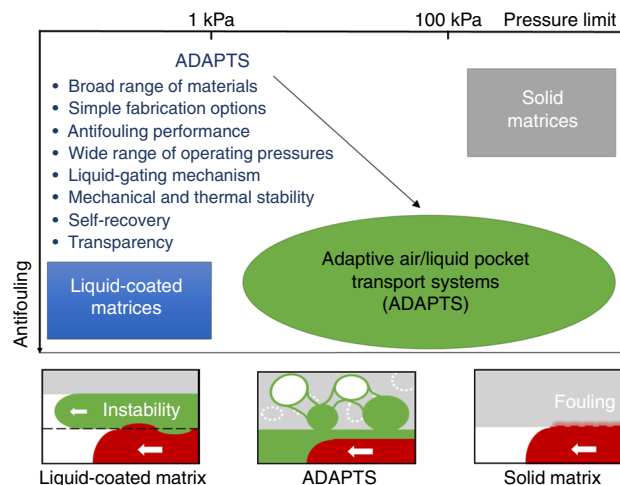 1 kPa 100 kPa Pressure limit
ADAPTS
• Broad range of materials
• Simple fabrication options
• Antifouling performance
• Wide range of operating pressures
• Liquid-gating mechanism
• Mechanical and thermal stability
• Self-recovery
• Transparency
Solid
matrices
Antifouling
Liquid-coated
matrices
Adaptive air/liquid pocket
transport systems
(ADAPTS)
Instability
Fouling
Liquid-coated matrix
ADAPTS
Solid matrix